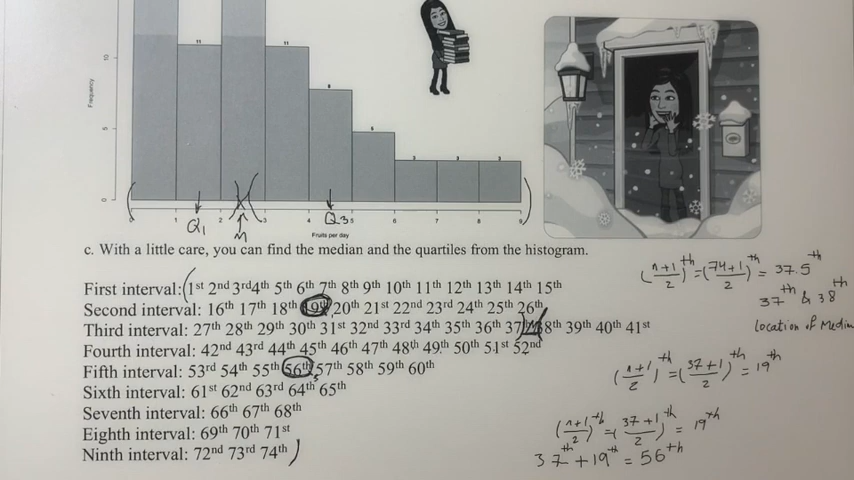 10
11
11
8
5
5
3
3
3
0
Frequency
0 1 2 3 4 5 6 7 8 9
Q1 M Q3
Fruits per day
c. With a little care, you can find the median and the quartiles from the histogram.
First interval: (1st 2nd 3rd4th 5th 6th 7th 8th 9th 10th 11th 12th 13th 14th 15th
Second interval: 16th 17th 18th 19th 20th 21st 22nd 23rd 24th 25th 26th
Third interval: 27th 28th 29th 30th 31st 32nd 33rd 34th 35th 36th 37th 38th 39th 40th 41st
Fourth interval: 42nd 43rd 44th 45th 46th 47th 48th 49th 50th 51st 52nd
Fifth interval: 53rd 54th 55th 56th 57th 58th 59th 60th
Sixth interval: 61st 62nd 63rd 64th 65th
Seventh interval: 66th 67th 68th
Eighth interval: 69th 70th 71st
Ninth interval: 72nd 73rd 74th )
(n+1/2)th = (74+1/2)th = 37.5th
37th & 38th
Location of Median
(n+1/2)th = (37+1/2)th = 19th
(n+1/2)th = (37+1/2)th = 19th
37th + 19th = 56th